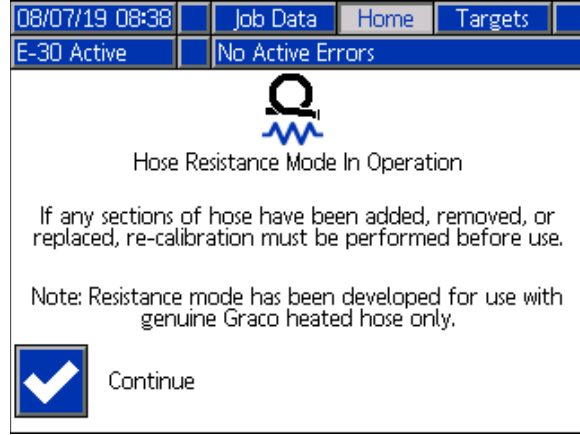 08/07/19 08:38 Job Data Home Targets
E-30 Active No Active Errors
Hose Resistance Mode In Operation
If any sections of hose have been added, removed, or
replaced, re-calibration must be performed before use.
Note: Resistance mode has been developed for use with
genuine Graco heated hose only.
Continue